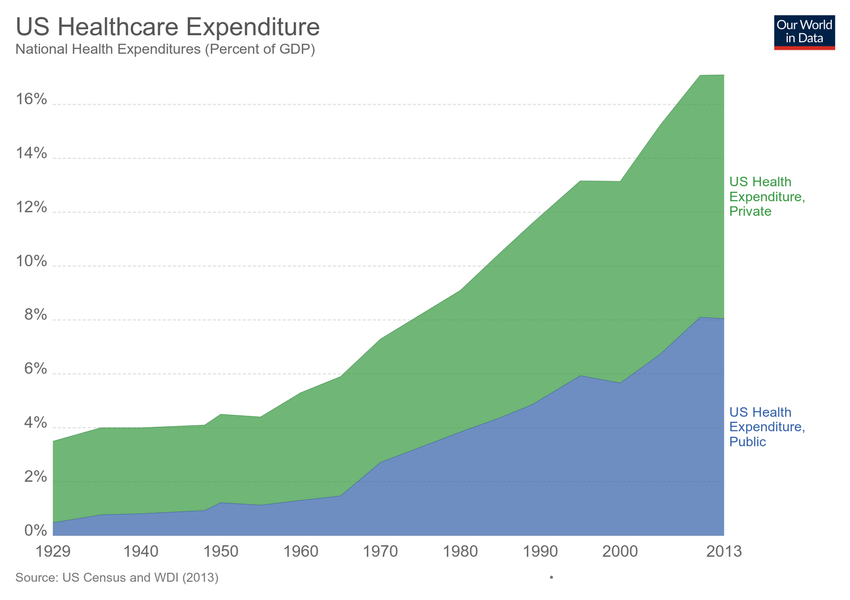 US Healthcare Expenditure
National Health Expenditures (Percent of GDP)
Our World
in Data
16%
14%
12%
10%
8%
6%
4%
2%
0%
US Health
Expenditure,
Private
US Health
Expenditure,
Public
1929 1940 1950 1960 1970 1980 1990 2000 2013
Source: US Census and WDI (2013)